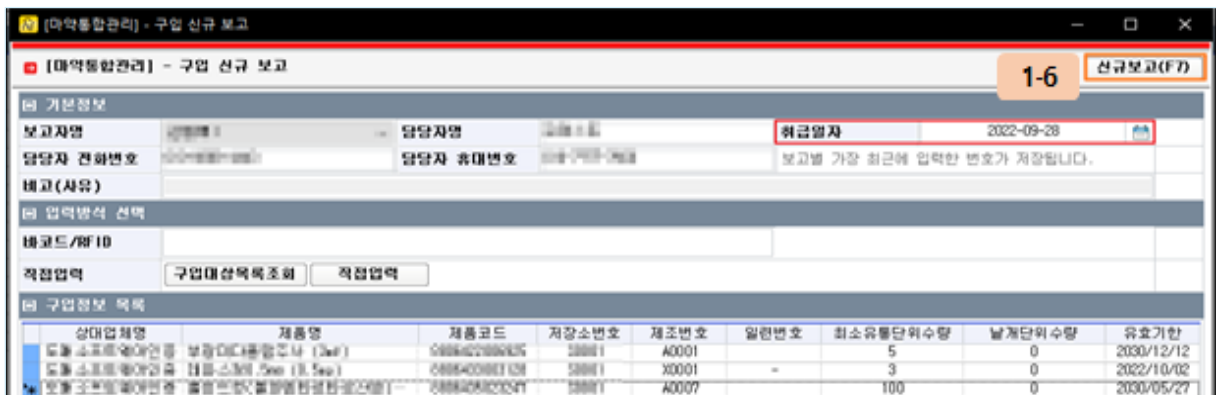 [마약통합관리] - 구입 신규 보고
[마약통합관리] - 구입 신규 보고
1-6
신규보고(F7)
기본정보
보고자명 담당자명 취급일자 2022-09-28
담당자 전화번호 담당자 휴대번호 보고별 가장 최근에 입력한 번호가 저장됩니다.
비고(사유)
입력방식 선택
바코드/RFID
직접입력 구입대상목록조회 직접입력
구입정보 목록
상대업체명 제품명 제품코드 저장소번호 제조번호 일련번호 최소유통단위수량 낱개단위수량 유효기한
A0001 5 0 2030/12/12
X0001 - 3 0 2022/10/02
A0007 100 0 2030/05/27